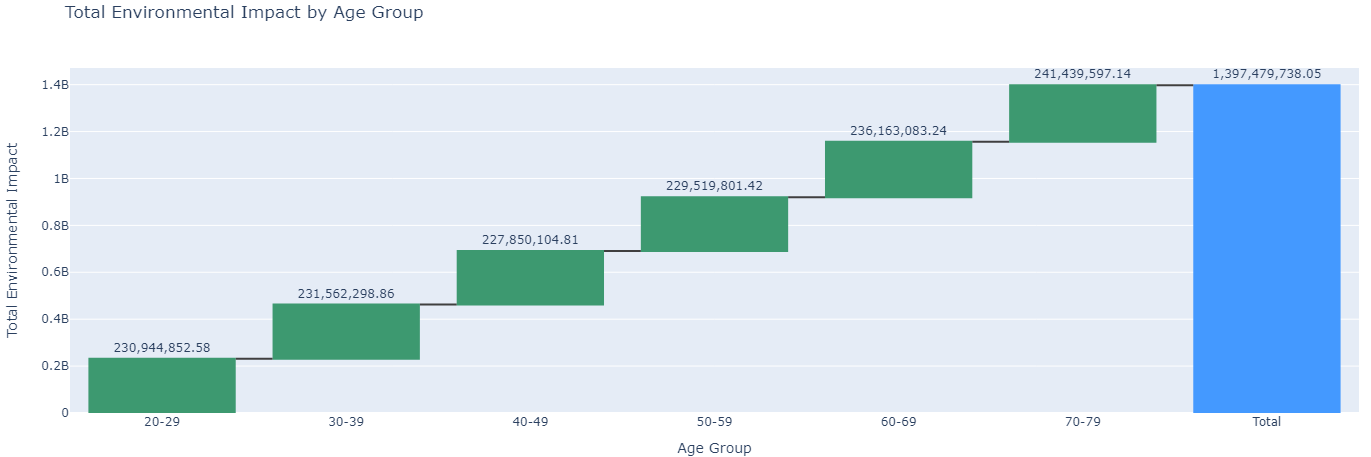 Total Environmental Impact by Age Group
Total Environmental Impact
1.4B
1.2B
1B
0.8B
0.6B
0.4B
0.2B
0
230,944,852.58
231,562,298.86
227,850,104.81
229,519,801.42
236,163,083.24
241,439,597.14
1,397,479,738.05
20-29 30-39 40-49 50-59 60-69 70-79 Total
Age Group